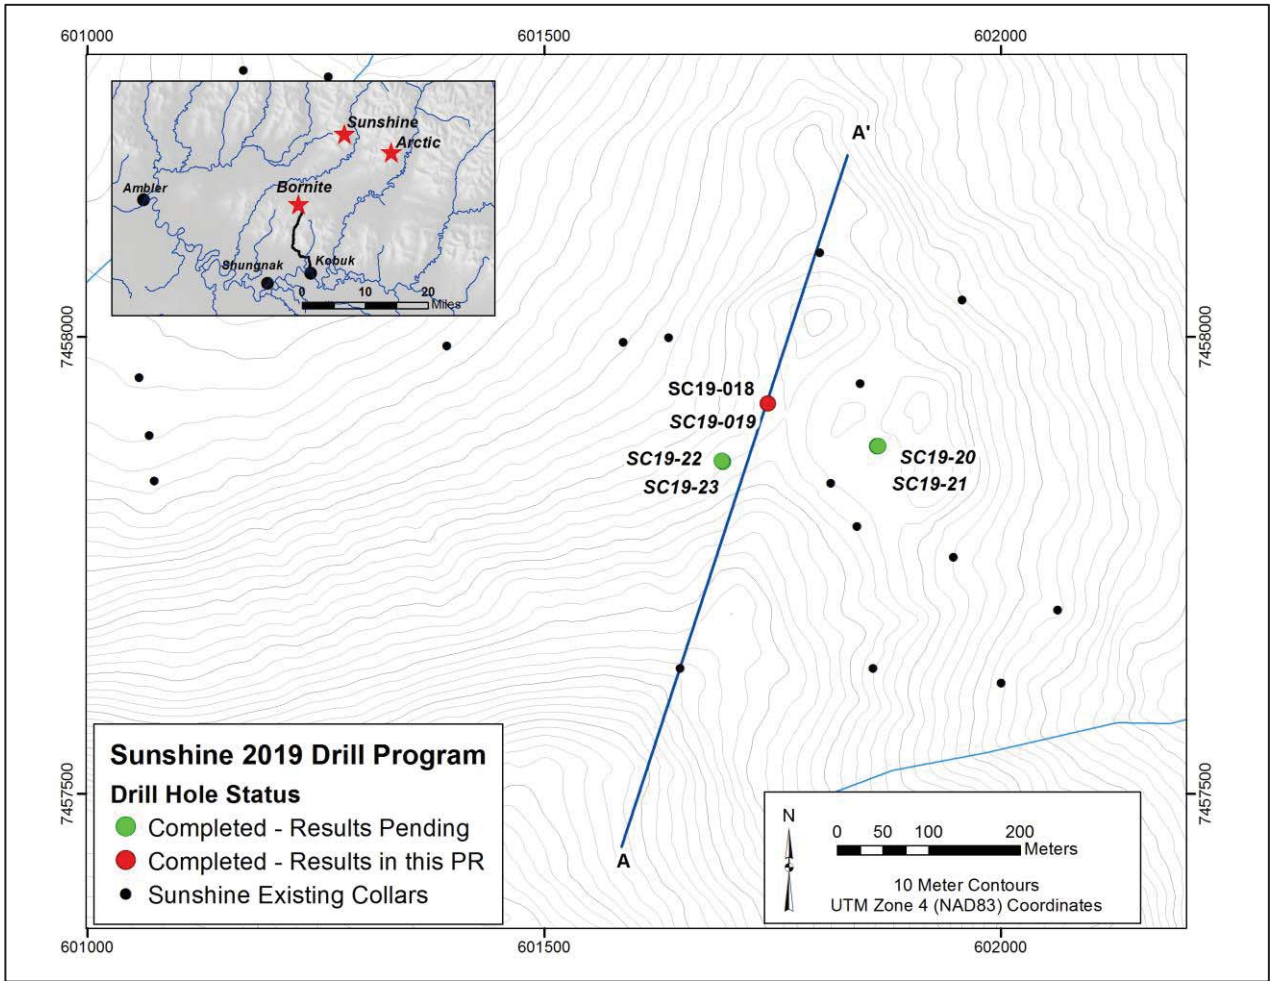 601000
601500
602000
A'
Sunshine
Arctic
Ambler
Bornite
Shungnak
Kobuk
0 10 20
Miles
7458000
7458000
SC19-018
SC19-019
SC19-22
SC19-23
SC19-20
SC19-21
7457500
7457500
A
Sunshine 2019 Drill Program
Drill Hole Status
Completed - Results Pending
Completed - Results in this PR
Sunshine Existing Collars
N
0 50 100 200
Meters
10 Meter Contours
UTM Zone 4 (NAD83) Coordinates
601000
601500
602000